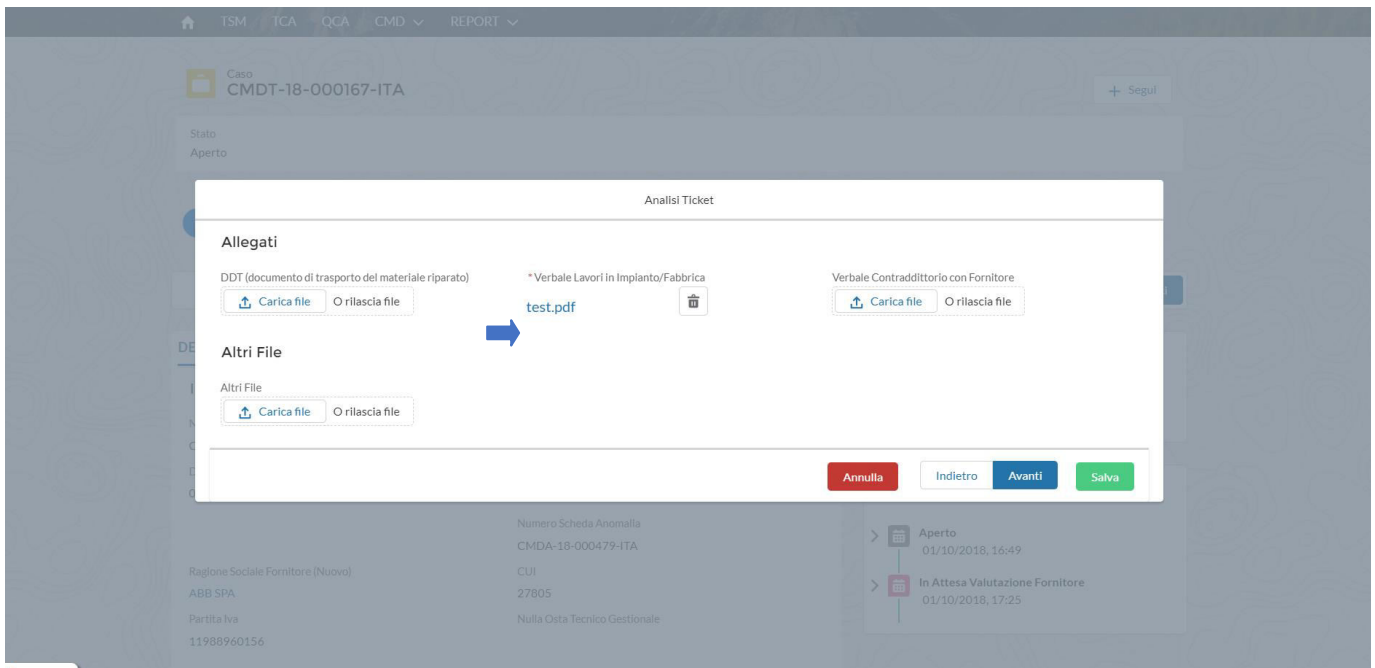 TSM TCA QCA CMD REPORT
Caso
CMDT-18-000167-ITA
+ Segui
Stato
Aperto
Analisi Ticket
Allegati
DDT (documento di trasporto del materiale riparato)
Carica file O rilascia file
* Verbale Lavori in Impianto/Fabbrica
test.pdf
Verbale Contraddittorio con Fornitore
Carica file O rilascia file
DE
Altri File
Altri File
Carica file O rilascia file
Annulla Indietro Avanti Salva
Numero Scheda Anomalia
CMDA-18-000479-ITA
Ragione Sociale Fornitore (Nuovo)
ABB SPA
CUI
27805
Partita Iva
11988960156
Nulla Osta Tecnico Gestionale
Aperto
01/10/2018, 16:49
In Attesa Valutazione Fornitore
01/10/2018, 17:25